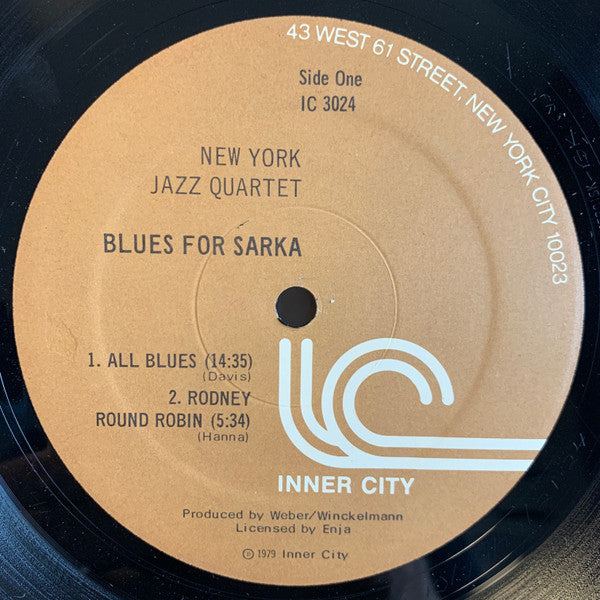 43 WEST 61 STREET, NEW YORK CITY 10023
Side One
IC 3024
NEW YORK
JAZZ QUARTET
BLUES FOR SARKA
1. ALL BLUES (14:35)
(Davis)
2. RODNEY
ROUND ROBIN (5:34)
(Hanna)
IC
INNER CITY
Produced by Weber/Winckelmann
Licensed by Enja
℗ 1979 Inner City